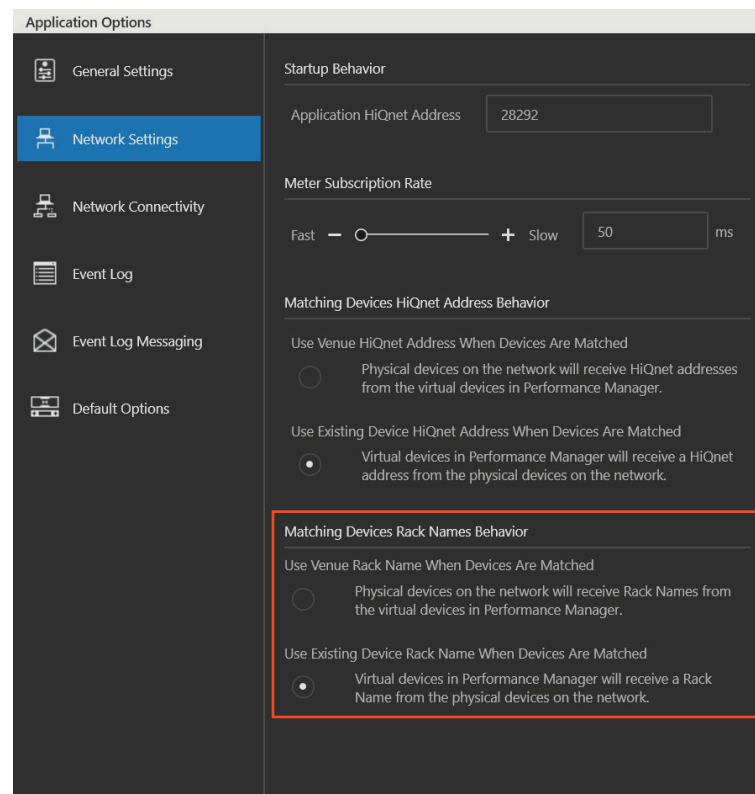 Application Options
General Settings
Network Settings
Network Connectivity
Event Log
Event Log Messaging
Default Options
Startup Behavior
Application HiQnet Address 28292
Meter Subscription Rate
Fast − + Slow 50 ms
Matching Devices HiQnet Address Behavior
Use Venue HiQnet Address When Devices Are Matched
Physical devices on the network will receive HiQnet addresses
from the virtual devices in Performance Manager.
Use Existing Device HiQnet Address When Devices Are Matched
Virtual devices in Performance Manager will receive a HiQnet
address from the physical devices on the network.
Matching Devices Rack Names Behavior
Use Venue Rack Name When Devices Are Matched
Physical devices on the network will receive Rack Names from
the virtual devices in Performance Manager.
Use Existing Device Rack Name When Devices Are Matched
Virtual devices in Performance Manager will receive a Rack
Name from the physical devices on the network.